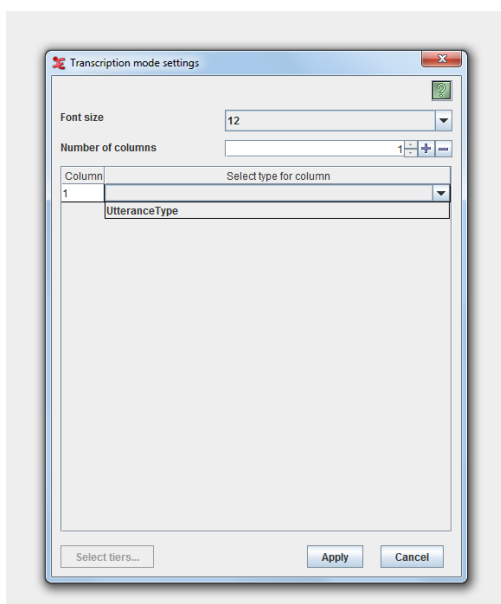 Transcription mode settings
?
Font size 12
Number of columns 1
Column Select type for column
1
UtteranceType
Select tiers... Apply Cancel